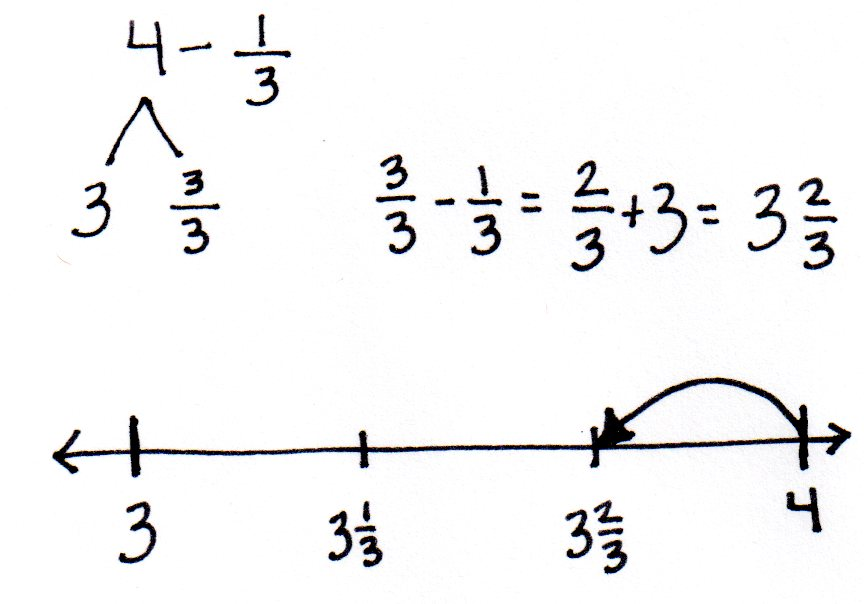 4 - 1/3
3 3/3
3/3 - 1/3 = 2/3 + 3 = 3 2/3
3 3 1/3 3 2/3 4